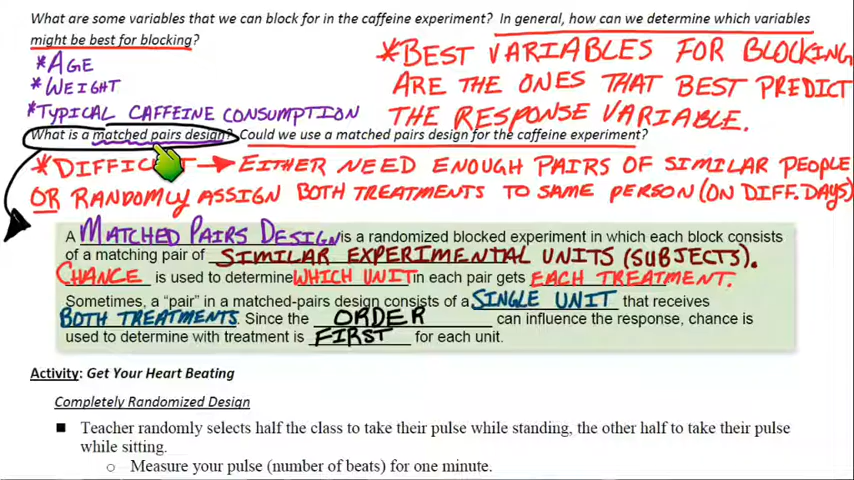 What are some variables that we can block for in the caffeine experiment? In general, how can we determine which variables
might be best for blocking?
*AGE
*WEIGHT
*TYPICAL CAFFEINE CONSUMPTION
*BEST VARIABLES FOR BLOCKING
ARE THE ONES THAT BEST PREDICT
THE RESPONSE VARIABLE.
What is a matched pairs design? Could we use a matched pairs design for the caffeine experiment?
*DIFFICULT → EITHER NEED ENOUGH PAIRS OF SIMILAR PEOPLE
OR RANDOMLY ASSIGN BOTH TREATMENTS TO SAME PERSON (ON DIFF. DAYS)
A MATCHED PAIRS DESIGN is a randomized blocked experiment in which each block consists
of a matching pair of SIMILAR EXPERIMENTAL UNITS (SUBJECTS).
CHANCE is used to determine WHICH UNIT in each pair gets EACH TREATMENT.
Sometimes, a “pair” in a matched-pairs design consists of a SINGLE UNIT that receives
BOTH TREATMENTS. Since the ORDER can influence the response, chance is
used to determine with treatment is FIRST for each unit.
Activity: Get Your Heart Beating
Completely Randomized Design
■ Teacher randomly selects half the class to take their pulse while standing, the other half to take their pulse
while sitting.
o Measure your pulse (number of beats) for one minute.